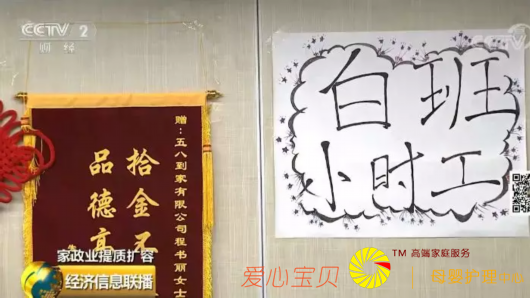 CCTV 2
财经
CCTV
赠:五八到家有限公司程书丽女士
拾金不
品德高
白班
小时工
家政业提质扩容
经济信息联播
爱心宝贝
TM 高端家庭服务
母婴护理中心